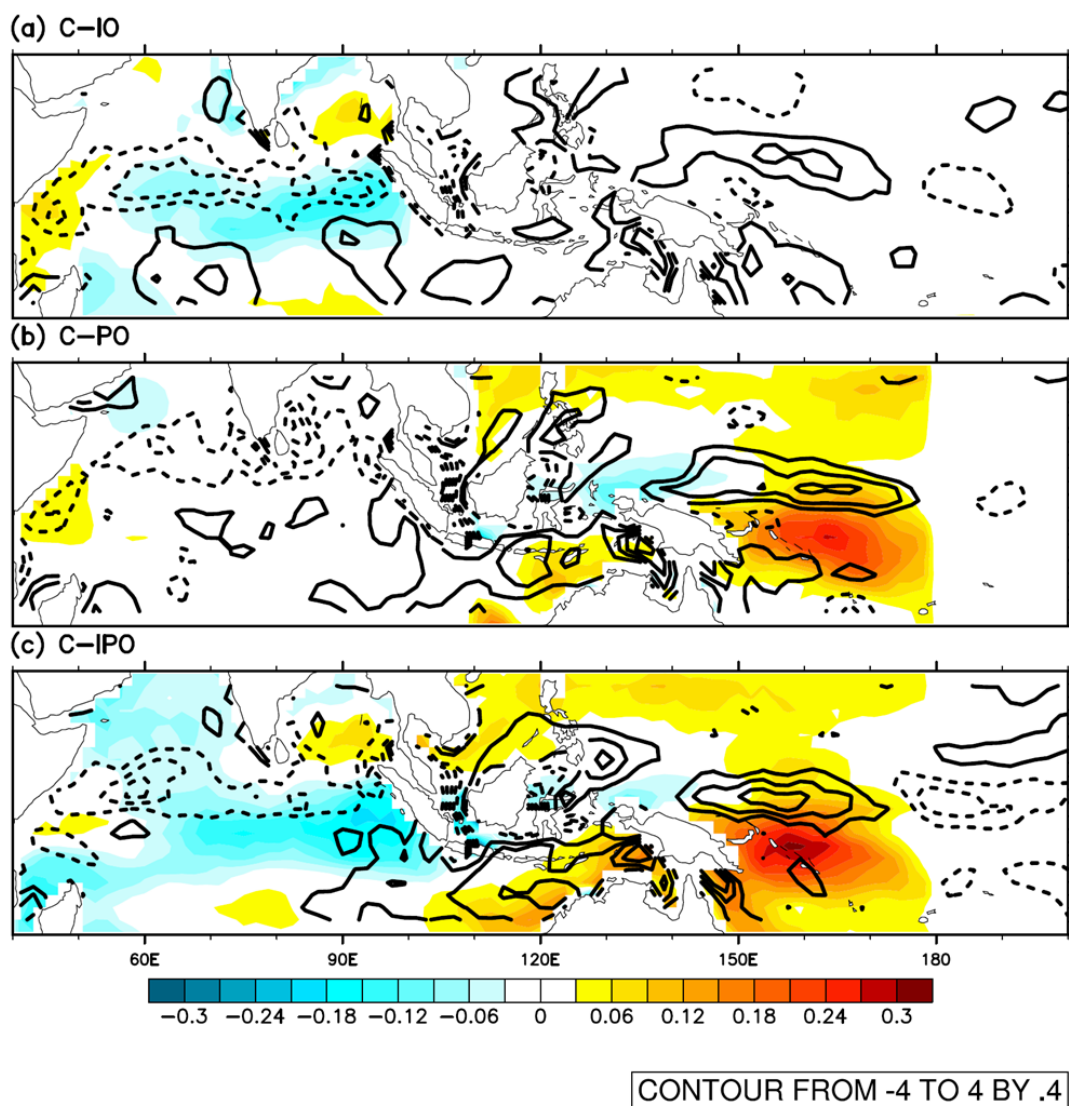 (a) C-IO
(b) C-PO
(c) C-IPO
60E 90E 120E 150E 180
-0.3 -0.24 -0.18 -0.12 -0.06 0 0.06 0.12 0.18 0.24 0.3
CONTOUR FROM -4 TO 4 BY .4